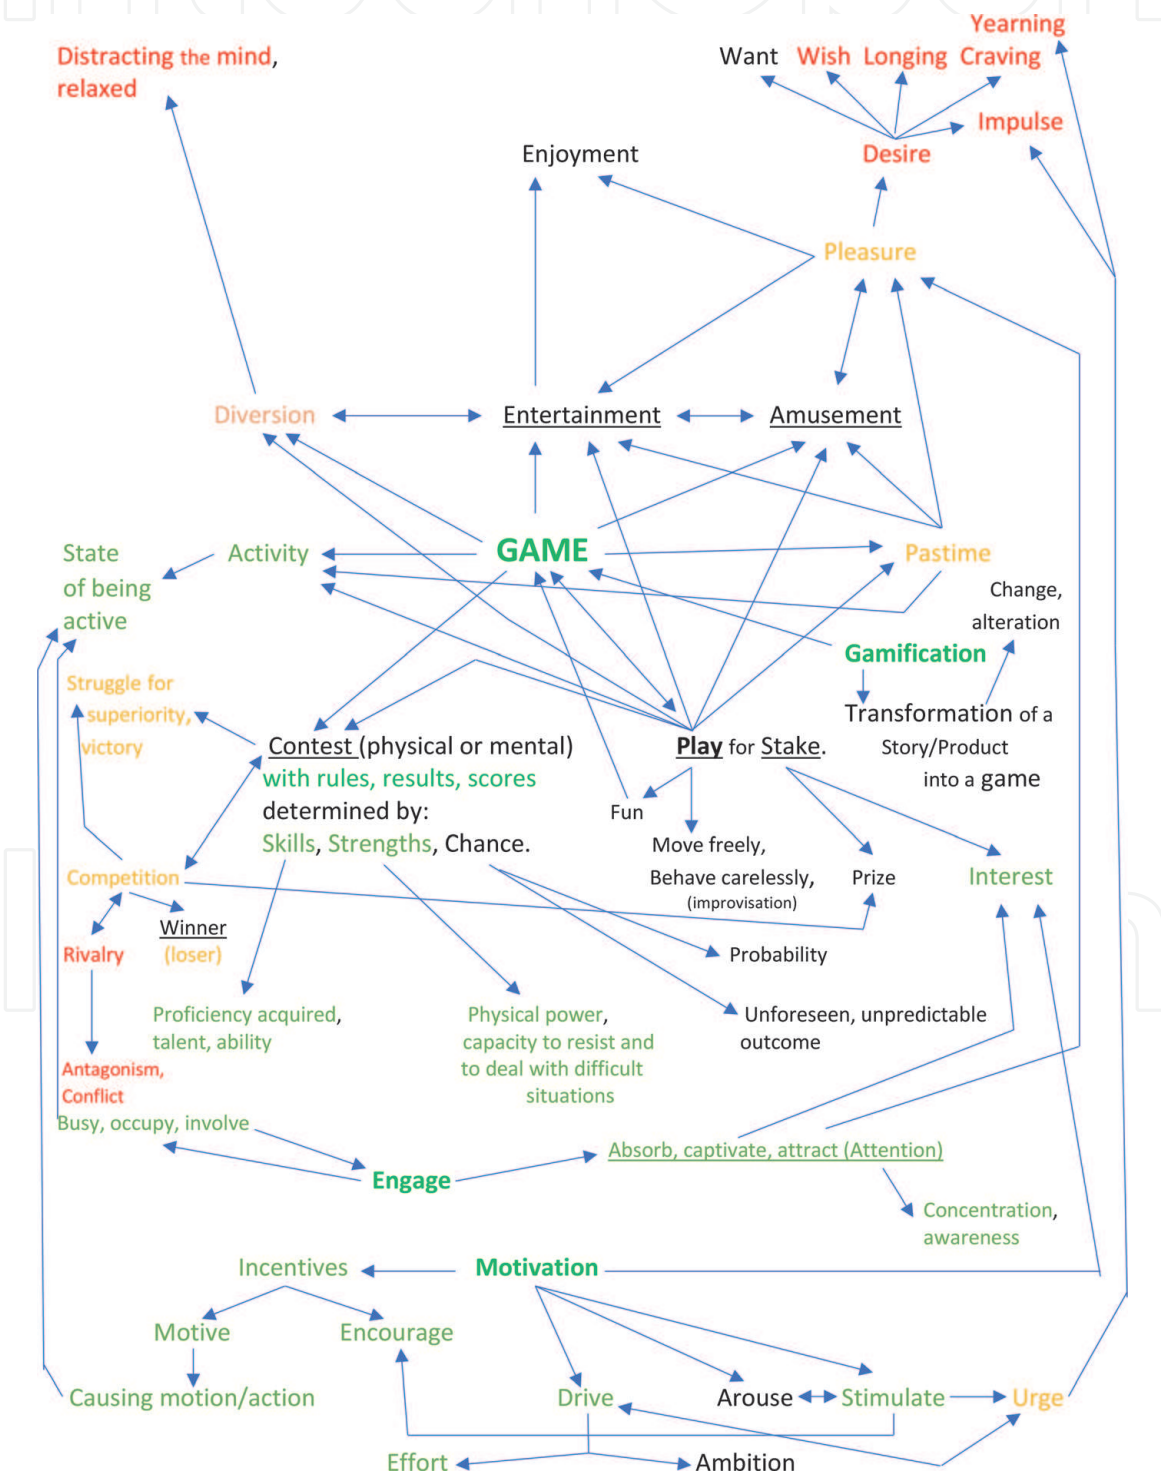 Yearning
Distracting the mind,
relaxed
Want Wish Longing Craving
Impulse
Enjoyment
Desire
Pleasure
Diversion
Entertainment
Amusement
GAME
State
of being
active
Activity
Pastime
Change,
alteration
Gamification
Struggle for
superiority,
victory
Transformation of a
Story/Product
into a game
Contest (physical or mental)
with rules, results, scores
determined by:
Skills, Strengths, Chance.
Play for Stake.
Fun
Move freely,
Behave carelessly,
(improvisation)
Prize
Interest
Competition
Winner
(loser)
Rivalry
Probability
Proficiency acquired,
talent, ability
Physical power,
capacity to resist and
to deal with difficult
situations
Unforeseen, unpredictable
outcome
Antagonism,
Conflict
Busy, occupy, involve
Engage
Absorb, captivate, attract (Attention)
Concentration,
awareness
Incentives
Motivation
Motive
Encourage
Causing motion/action
Drive
Arouse
Stimulate
Urge
Effort
Ambition